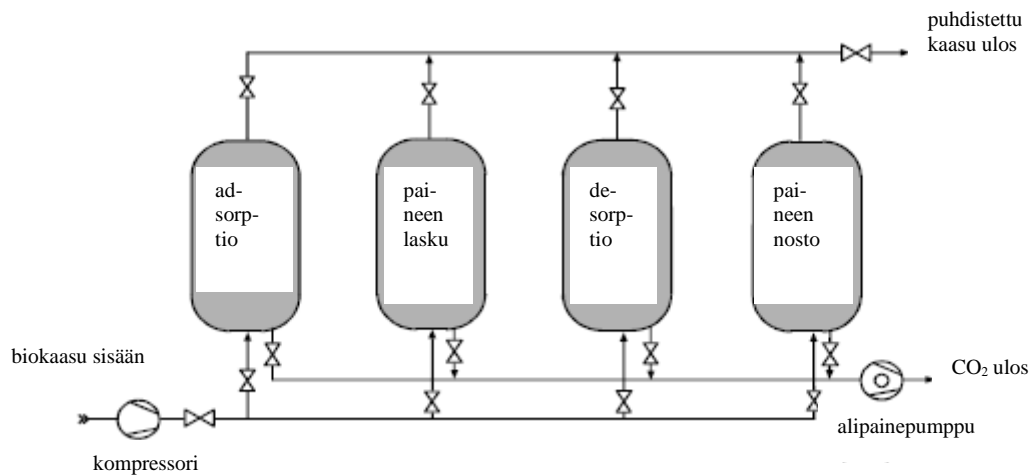 puhdistettu
kaasu ulos
ad-
sorp-
tio
pai-
neen
lasku
de-
sorp-
tio
pai-
neen
nosto
biokaasu sisään
CO₂ ulos
alipainepumppu
kompressori